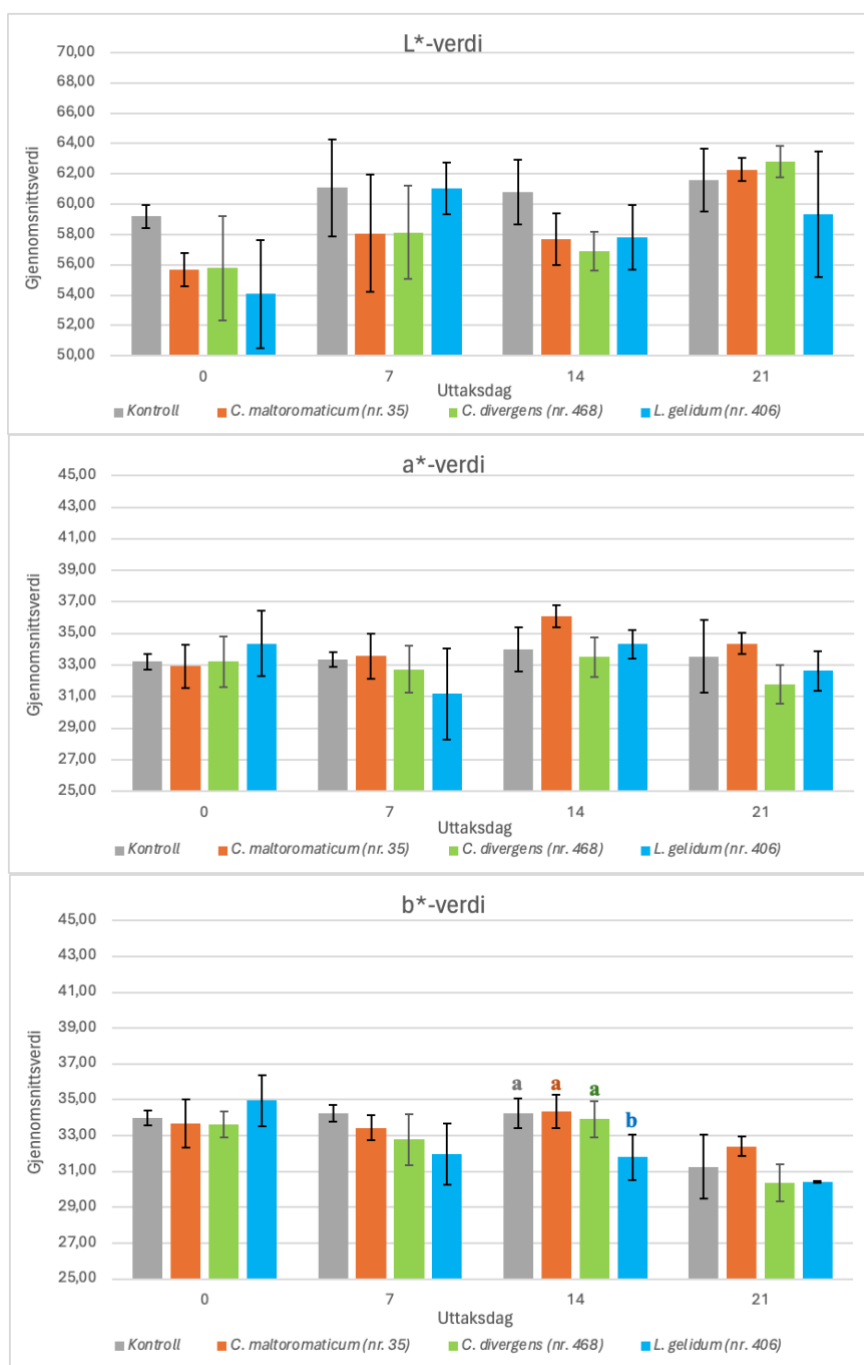 L*-verdi
70,00
68,00
66,00
64,00
62,00
60,00
58,00
56,00
54,00
52,00
50,00
Gjennomsnittsverdi
0 7 14 21
Uttaksdag
Kontroll C. maltoromaticum (nr. 35) C. divergens (nr. 468) L. gelidum (nr. 406)
a*-verdi
45,00
43,00
41,00
39,00
37,00
35,00
33,00
31,00
29,00
27,00
25,00
Gjennomsnittsverdi
0 7 14 21
Uttaksdag
Kontroll C. maltoromaticum (nr. 35) C. divergens (nr. 468) L. gelidum (nr. 406)
b*-verdi
45,00
43,00
41,00
39,00
37,00
35,00
33,00
31,00
29,00
27,00
25,00
Gjennomsnittsverdi
a a a b
0 7 14 21
Uttaksdag
Kontroll C. maltoromaticum (nr. 35) C. divergens (nr. 468) L. gelidum (nr. 406)